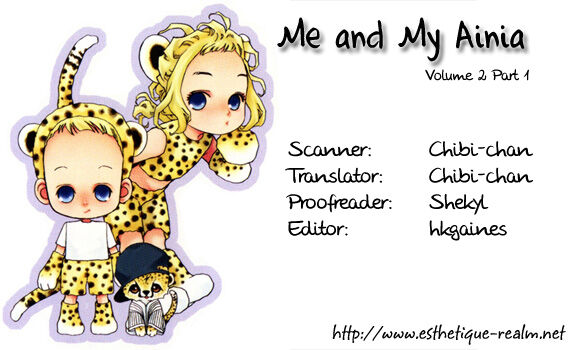 Me and My Ainia
Volume 2 Part 1
Scanner: Chibi-chan
Translator: Chibi-chan
Proofreader: Shekyl
Editor: hkgaines
http://www.esthetique-realm.net